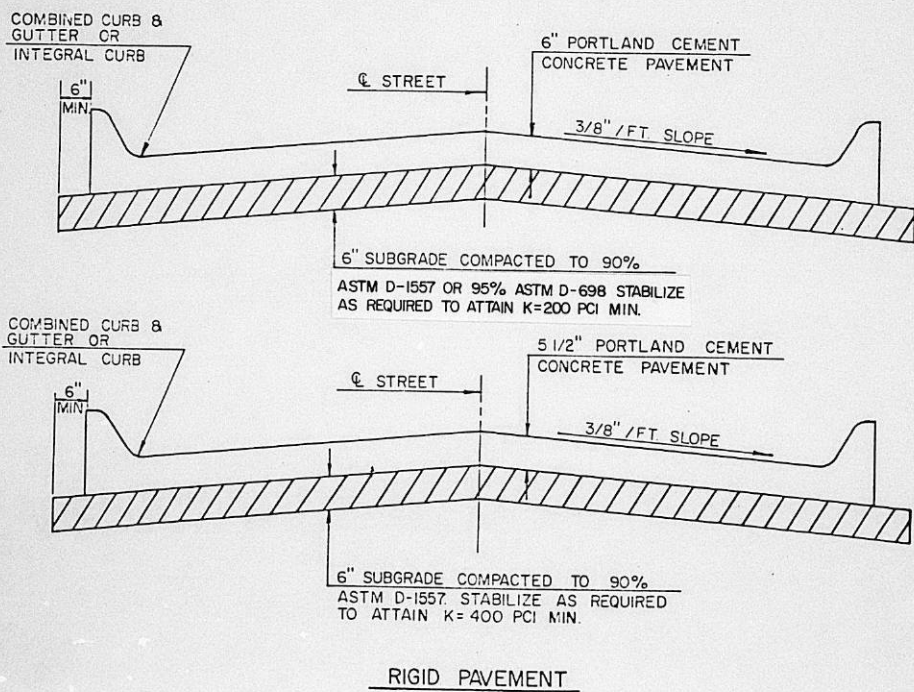 COMBINED CURB &
GUTTER OR
INTEGRAL CURB
6"
MIN.
℄ STREET
6" PORTLAND CEMENT
CONCRETE PAVEMENT
3/8"/FT. SLOPE
6" SUBGRADE COMPACTED TO 90%
ASTM D-1557 OR 95% ASTM D-698 STABILIZE
AS REQUIRED TO ATTAIN K=200 PCI MIN.
COMBINED CURB &
GUTTER OR
INTEGRAL CURB
6"
MIN
℄ STREET
5 1/2" PORTLAND CEMENT
CONCRETE PAVEMENT
3/8"/FT. SLOPE
6" SUBGRADE COMPACTED TO 90%
ASTM D-1557. STABILIZE AS REQUIRED
TO ATTAIN K=400 PCI MIN.
RIGID PAVEMENT